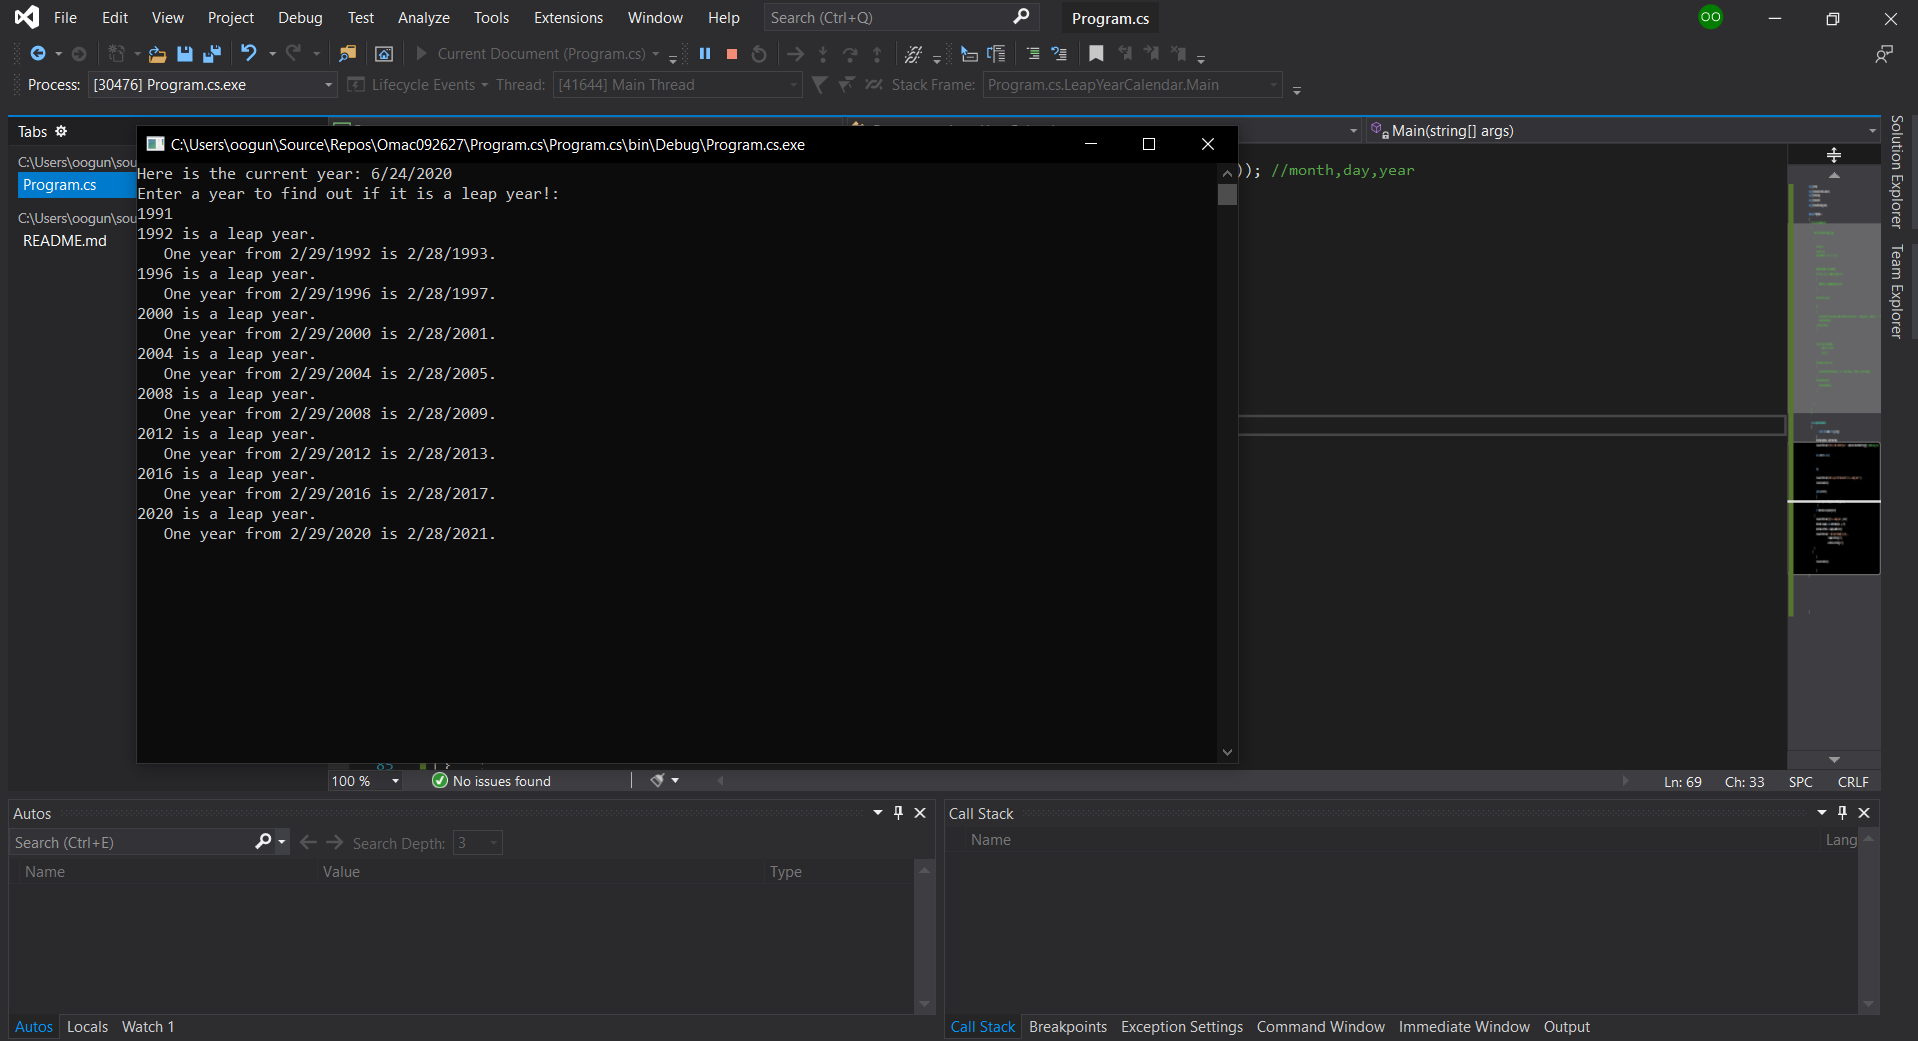 File Edit View Project Debug Test Analyze Tools Extensions Window Help Search (Ctrl+Q) Program.cs OO
Current Document (Program.cs)
Process: [30476] Program.cs.exe Lifecycle Events Thread: [41644] Main Thread Stack Frame: Program.cs.LeapYearCalendar.Main
Tabs
C:\Users\oogun\sou
Program.cs
C:\Users\oogun\sou
README.md
Main(string[] args)
)); //month,day,year
C:\Users\oogun\Source\Repos\Omac092627\Program.cs\Program.cs\bin\Debug\Program.cs.exe
Here is the current year: 6/24/2020
Enter a year to find out if it is a leap year!:
1991
1992 is a leap year.
One year from 2/29/1992 is 2/28/1993.
1996 is a leap year.
One year from 2/29/1996 is 2/28/1997.
2000 is a leap year.
One year from 2/29/2000 is 2/28/2001.
2004 is a leap year.
One year from 2/29/2004 is 2/28/2005.
2008 is a leap year.
One year from 2/29/2008 is 2/28/2009.
2012 is a leap year.
One year from 2/29/2012 is 2/28/2013.
2016 is a leap year.
One year from 2/29/2016 is 2/28/2017.
2020 is a leap year.
One year from 2/29/2020 is 2/28/2021.
Solution Explorer
Team Explorer
85 }
100 % No issues found Ln: 69 Ch: 33 SPC CRLF
Autos
Search (Ctrl+E) Search Depth: 3
Name Value Type
Autos Locals Watch 1
Call Stack
Name Lang
Call Stack Breakpoints Exception Settings Command Window Immediate Window Output